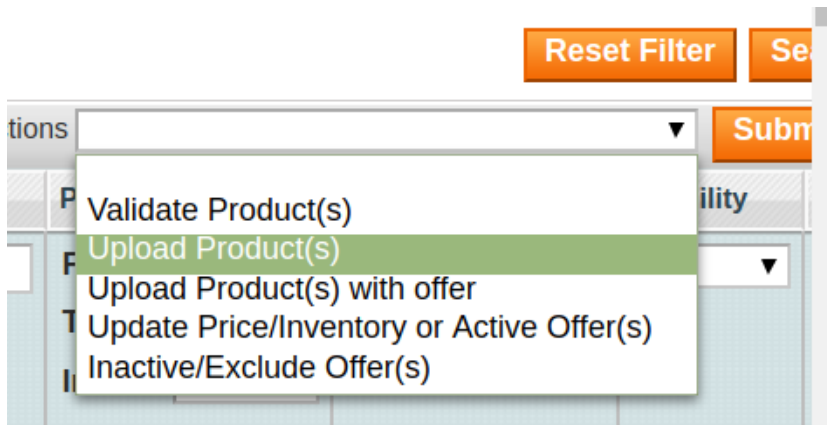 Reset Filter
tions
Validate Product(s)
ility
Upload Product(s)
Upload Product(s) with offer
Update Price/Inventory or Active Offer(s)
Inactive/Exclude Offer(s)